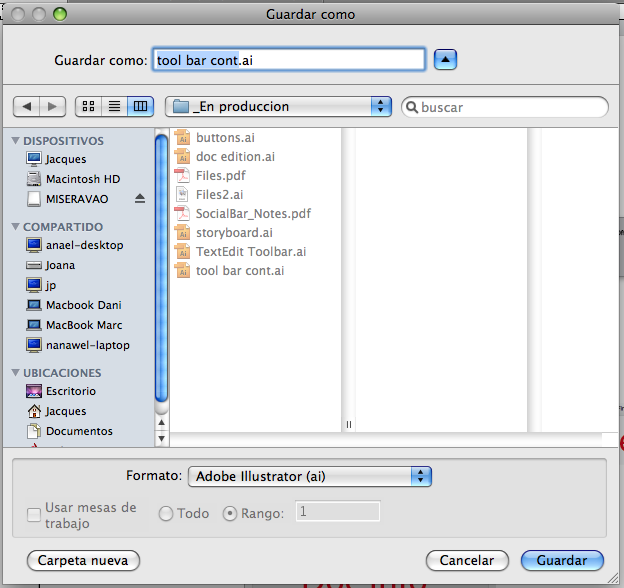 Guardar como
Guardar como: tool bar cont.ai
_En produccion
buscar
DISPOSITIVOS
Jacques
Macintosh HD
MISERAVAO
COMPARTIDO
anael-desktop
Joana
jp
Macbook Dani
MacBook Marc
nanawel-laptop
UBICACIONES
Escritorio
Jacques
Documentos
buttons.ai
doc edition.ai
Files.pdf
Files2.ai
SocialBar_Notes.pdf
storyboard.ai
TextEdit Toolbar.ai
tool bar cont.ai
Formato: Adobe Illustrator (ai)
Usar mesas de
trabajo
Todo
Rango: 1
Carpeta nueva
Cancelar
Guardar